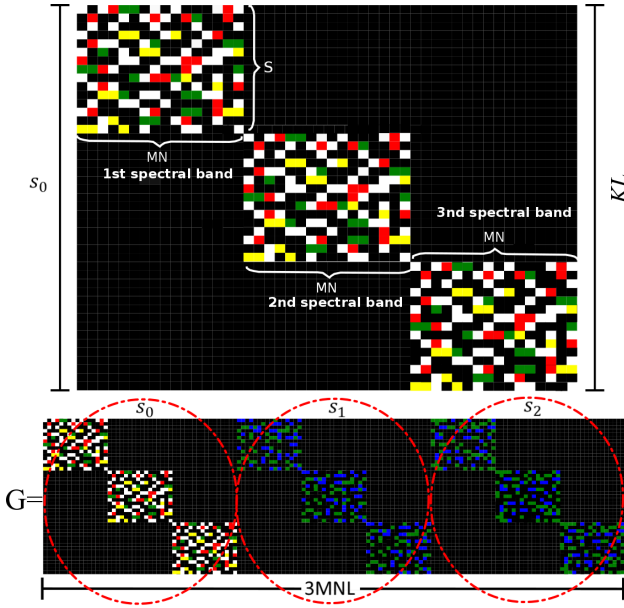 S
MN
1st spectral band
s₀
KL
3nd spectral band
MN
MN
2nd spectral band
s₀ s₁ s₂
G=
3MNL